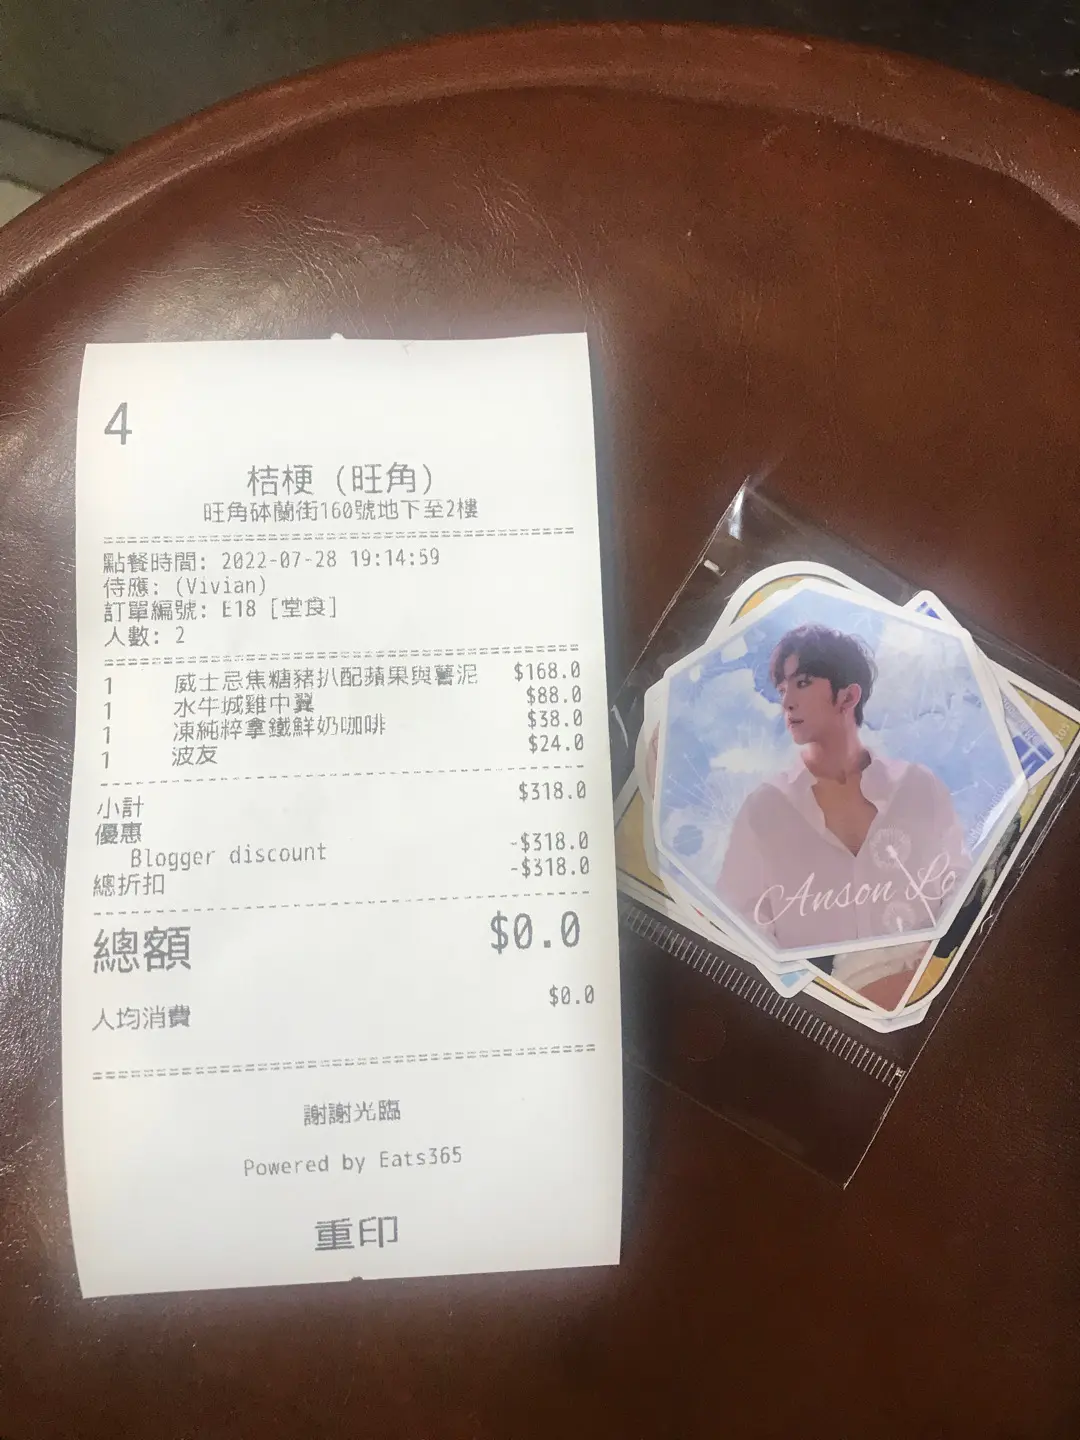 4
桔梗 (旺角)
旺角砵蘭街160號地下至2樓
點餐時間: 2022-07-28 19:14:59
侍應: (Vivian)
訂單編號: E18 [堂食]
人數: 2
1 威士忌焦糖豬扒配蘋果與薯泥 $168.0
1 水牛城雞中翼 $88.0
1 凍純粹拿鐵鮮奶咖啡 $38.0
1 波友 $24.0
小計 $318.0
優惠
Blogger discount -$318.0
總折扣 -$318.0
總額 $0.0
人均消費 $0.0
謝謝光臨
Powered by Eats365
重印
Anson Lo